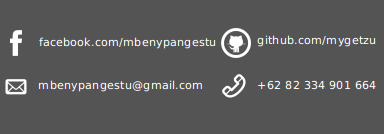 facebook.com/mbenypangestu
github.com/mygetzu
mbenypangestu@gmail.com
+62 82 334 901 664